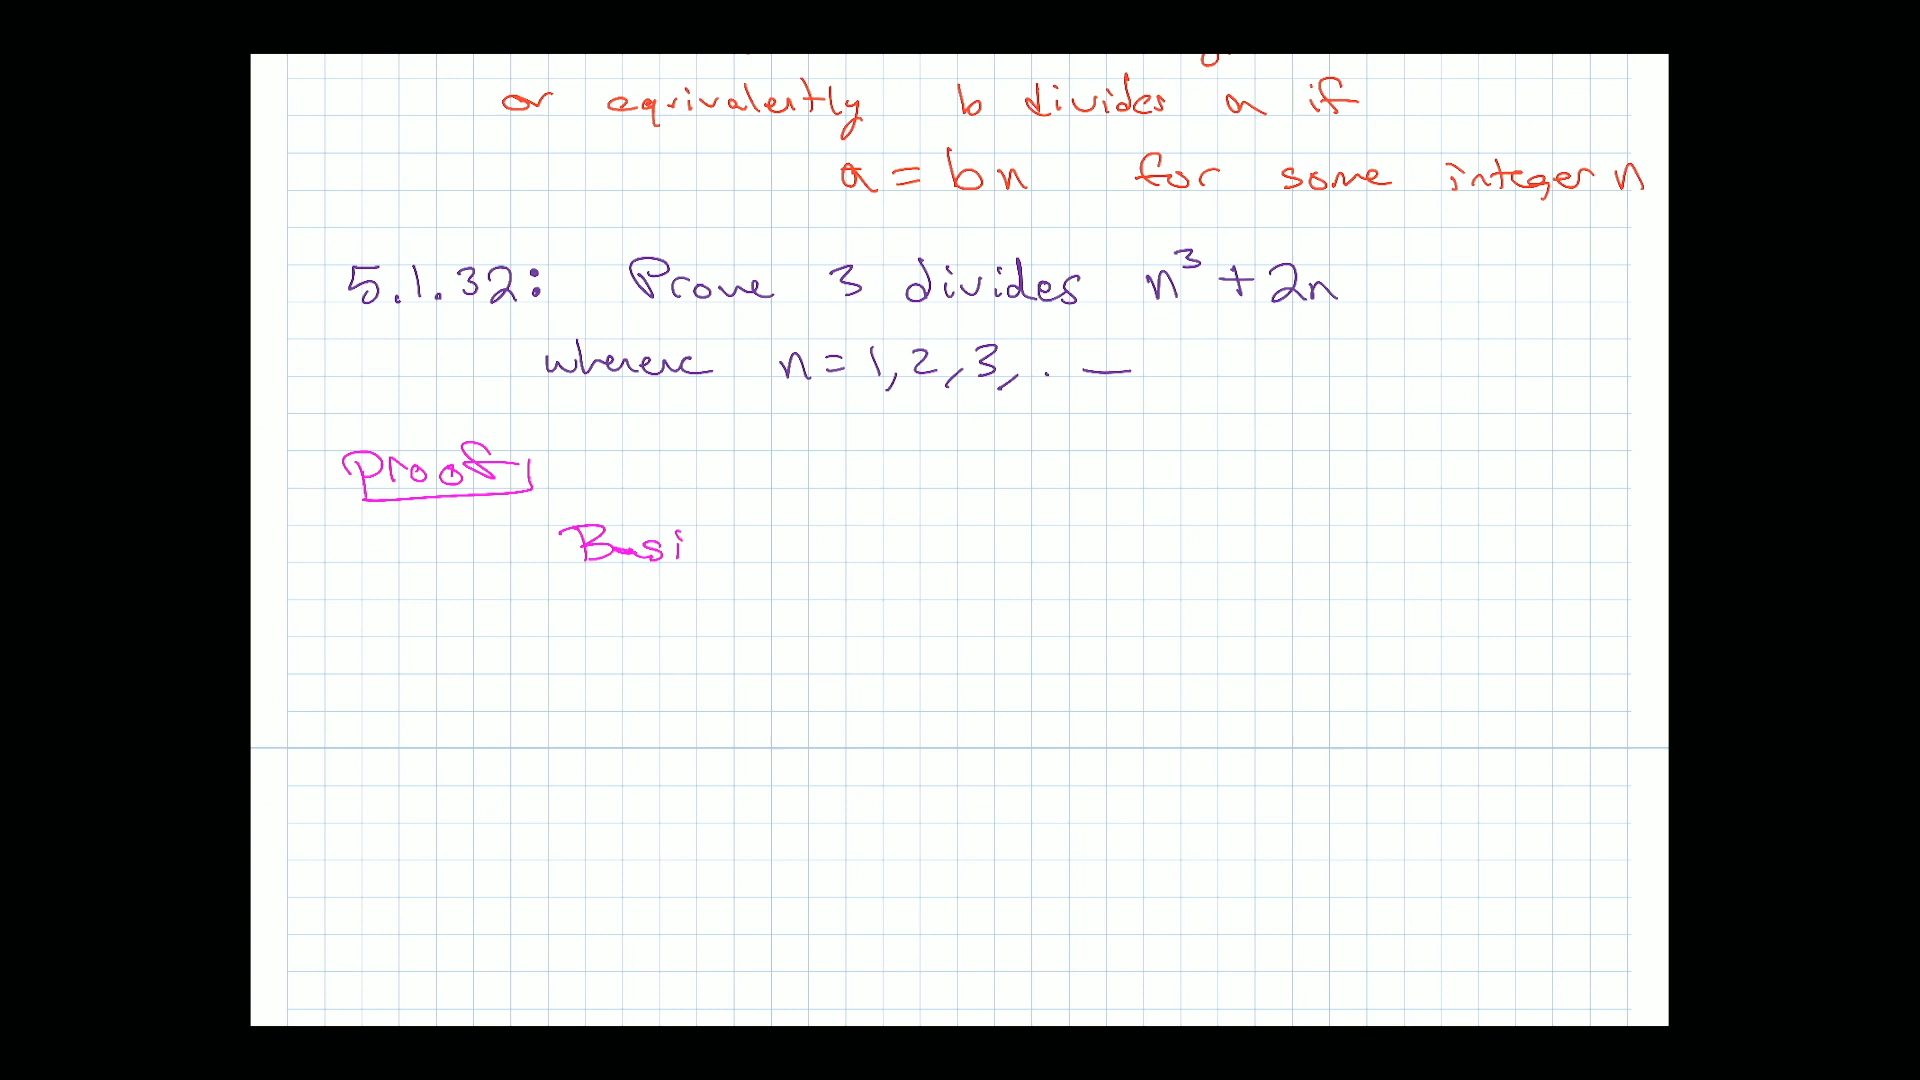 or equivalently b divides a if
a = bn for some integer n
5.1.32: Prove 3 divides n³ + 2n
where n = 1, 2, 3, . —
Proof
Basi